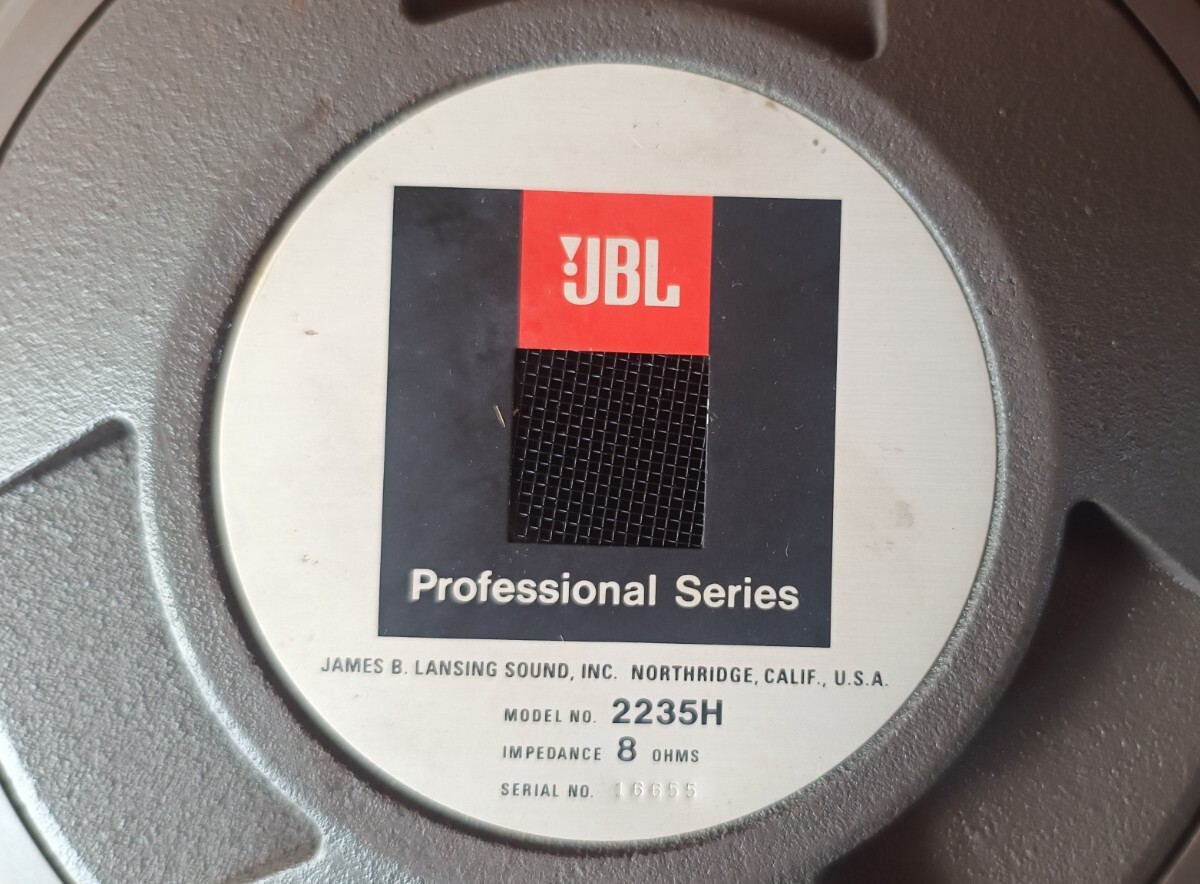 JBL
Professional Series
JAMES B. LANSING SOUND, INC. NORTHRIDGE, CALIF., U.S.A.
MODEL NO. 2235H
IMPEDANCE 8 OHMS
SERIAL NO. 16655